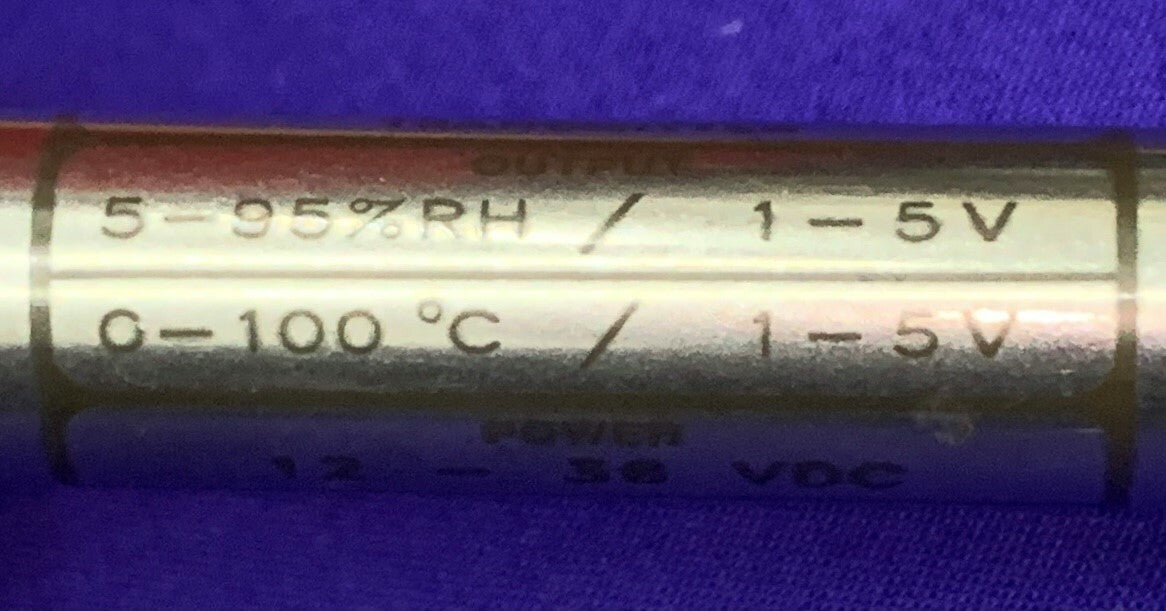 OUTPUT
5-95%RH / 1-5V
0-100 °C / 1-5V
POWER
12 - 36 VDC